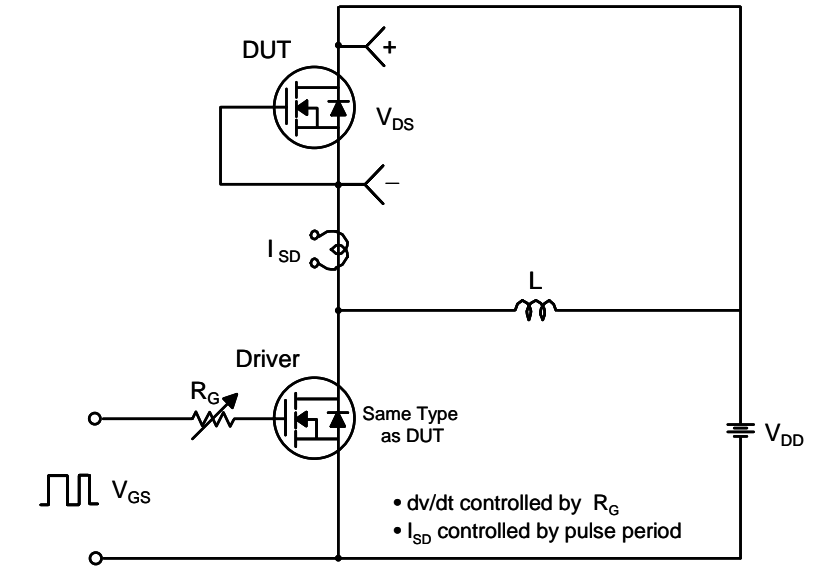 DUT
+
V_DS
–
I_SD
L
Driver
R_G
Same Type
as DUT
V_DD
V_GS
• dv/dt controlled by R_G
• I_SD controlled by pulse period